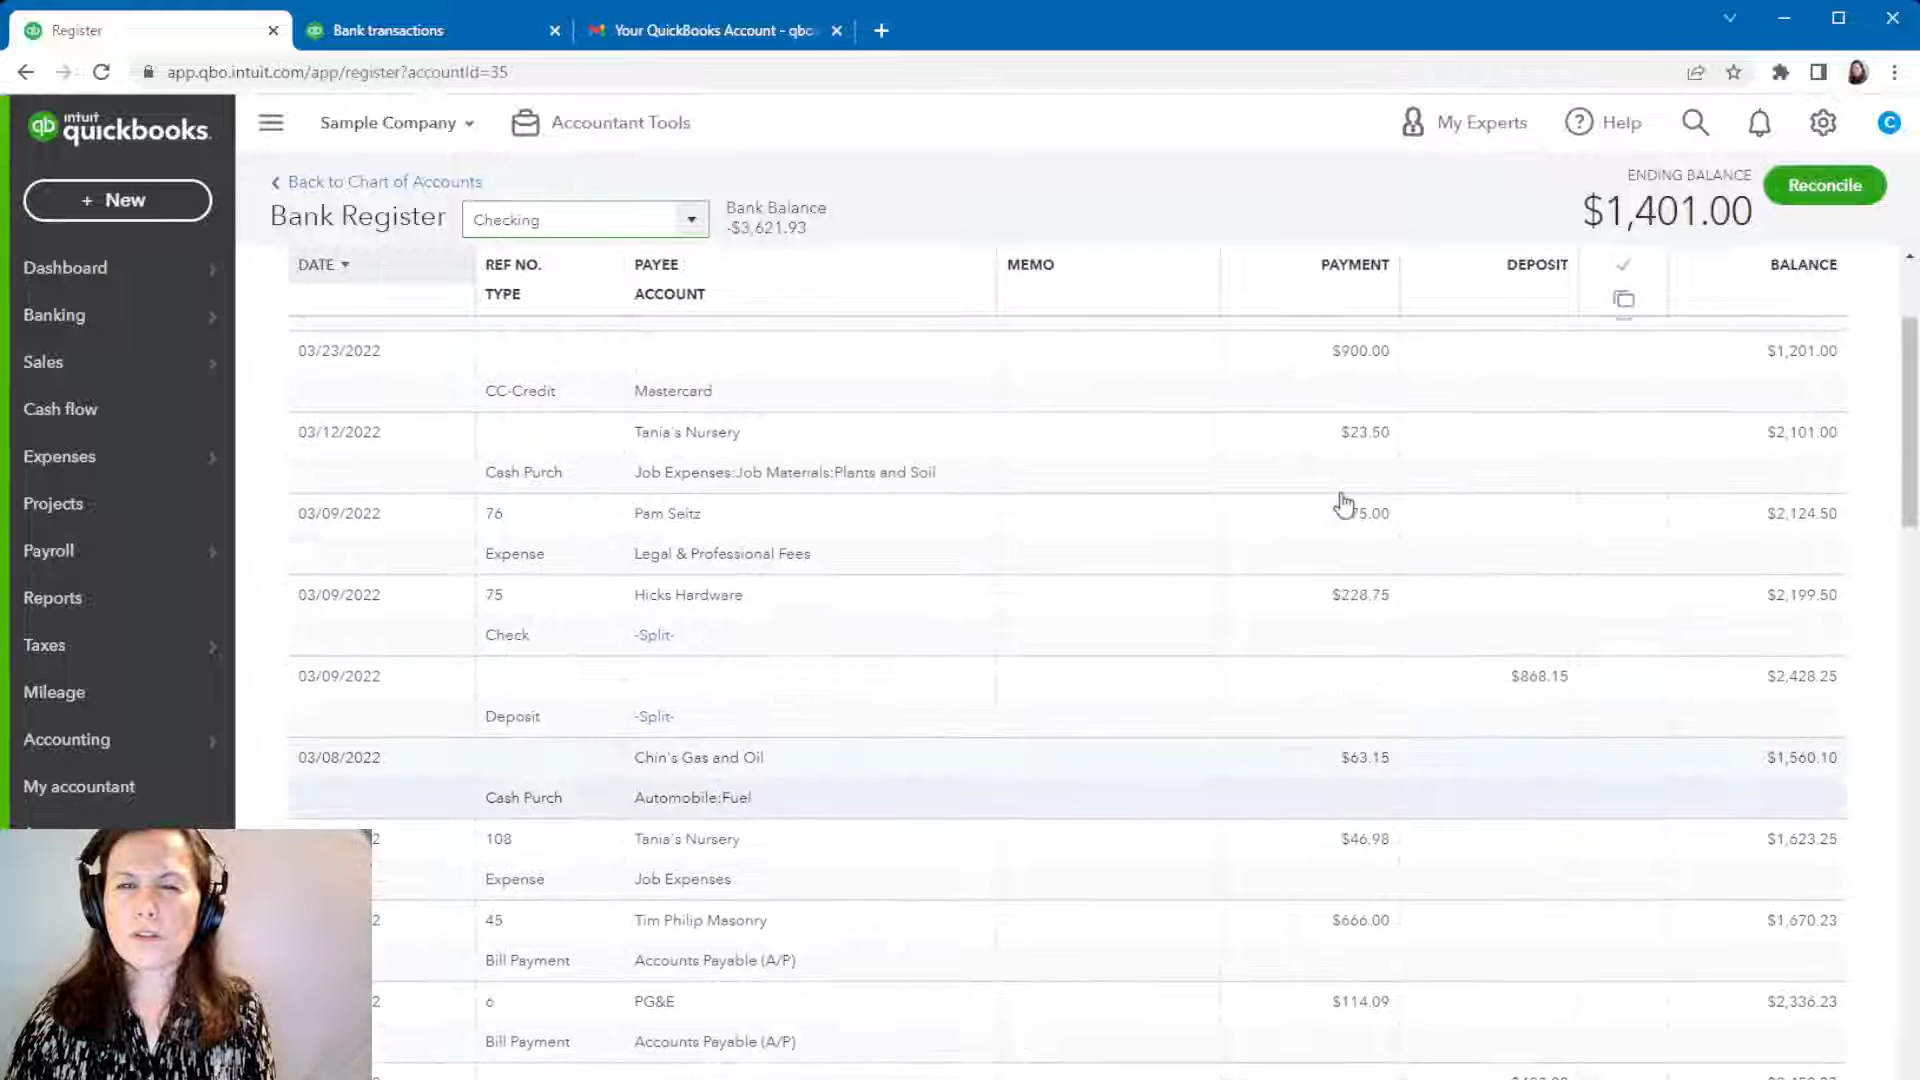 Register
Bank transactions
Your QuickBooks Account - qbo
app.qbo.intuit.com/app/register?accountId=35
intuit
quickbooks.
Sample Company
Accountant Tools
My Experts
Help
C
+ New
Dashboard
Banking
Sales
Cash flow
Expenses
Projects
Payroll
Reports
Taxes
Mileage
Accounting
My accountant
Back to Chart of Accounts
Bank Register
Checking
Bank Balance
-$3,621.93
ENDING BALANCE
$1,401.00
Reconcile
DATE REF NO. PAYEE MEMO PAYMENT DEPOSIT BALANCE
TYPE ACCOUNT
03/23/2022 $900.00 $1,201.00
CC-Credit Mastercard
03/12/2022 Tania's Nursery $23.50 $2,101.00
Cash Purch Job Expenses:Job Materials:Plants and Soil
03/09/2022 76 Pam Seitz 75.00 $2,124.50
Expense Legal & Professional Fees
03/09/2022 75 Hicks Hardware $228.75 $2,199.50
Check -Split-
03/09/2022 $868.15 $2,428.25
Deposit -Split-
03/08/2022 Chin's Gas and Oil $63.15 $1,560.10
Cash Purch Automobile:Fuel
2 108 Tania's Nursery $46.98 $1,623.25
Expense Job Expenses
2 45 Tim Philip Masonry $666.00 $1,670.23
Bill Payment Accounts Payable (A/P)
2 6 PG&E $114.09 $2,336.23
Bill Payment Accounts Payable (A/P)